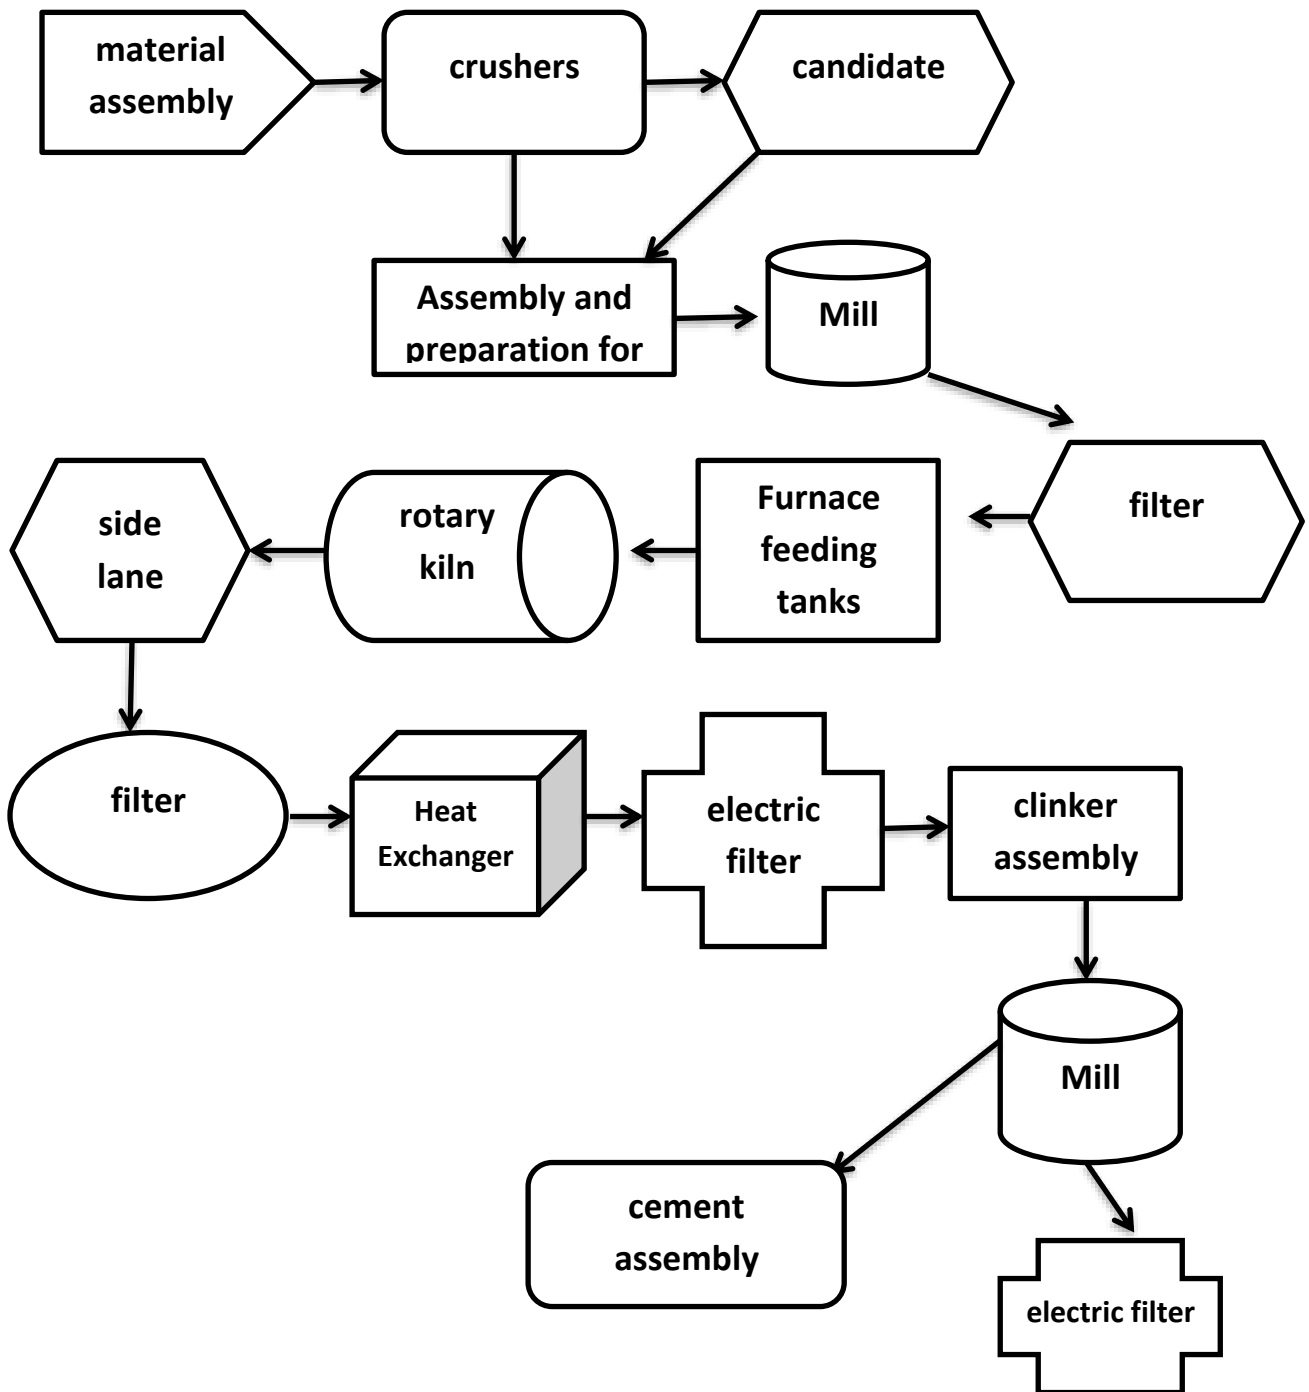 material
assembly
crushers
candidate
Assembly and
preparation for
Mill
filter
Furnace
feeding
tanks
rotary
kiln
side
lane
filter
Heat
Exchanger
electric
filter
clinker
assembly
Mill
cement
assembly
electric filter